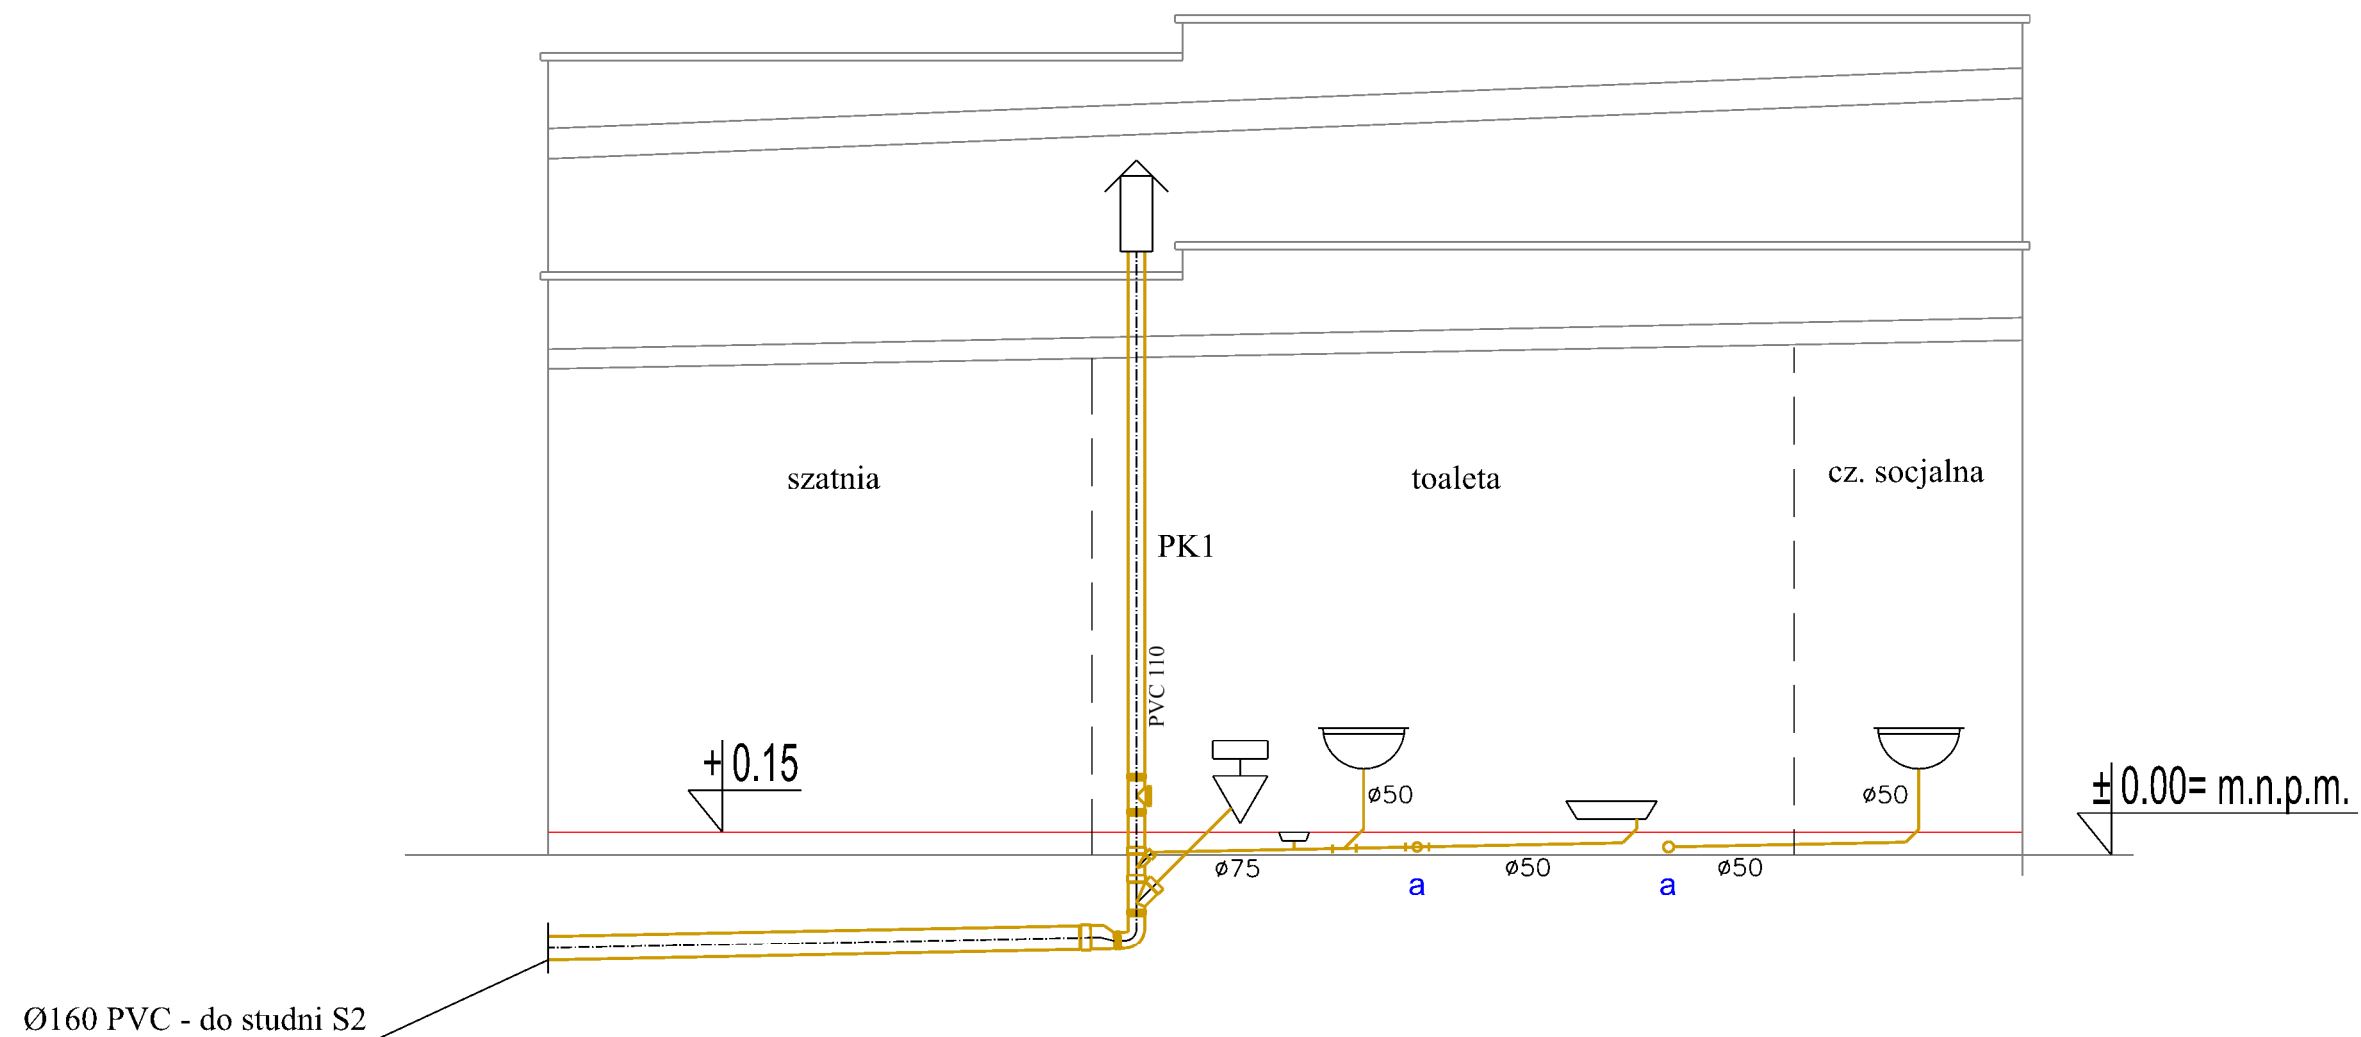 szatnia
toaleta
cz. socjalna
PK1
PVC 110
+0.15
ø50
ø50
±0.00= m.n.p.m.
ø75
ø50
ø50
a
a
Ø160 PVC - do studni S2